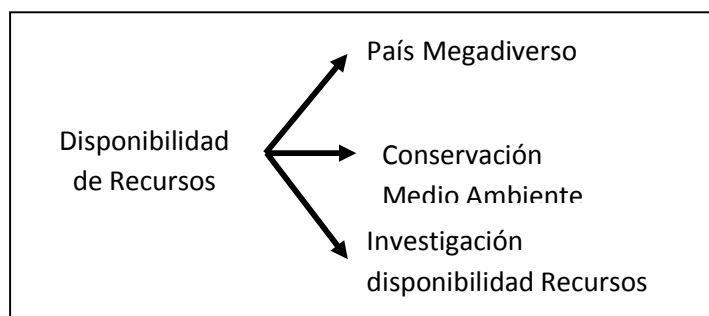 País Megadiverso
Disponibilidad
de Recursos
Conservación
Medio Ambiente
Investigación
disponibilidad Recursos